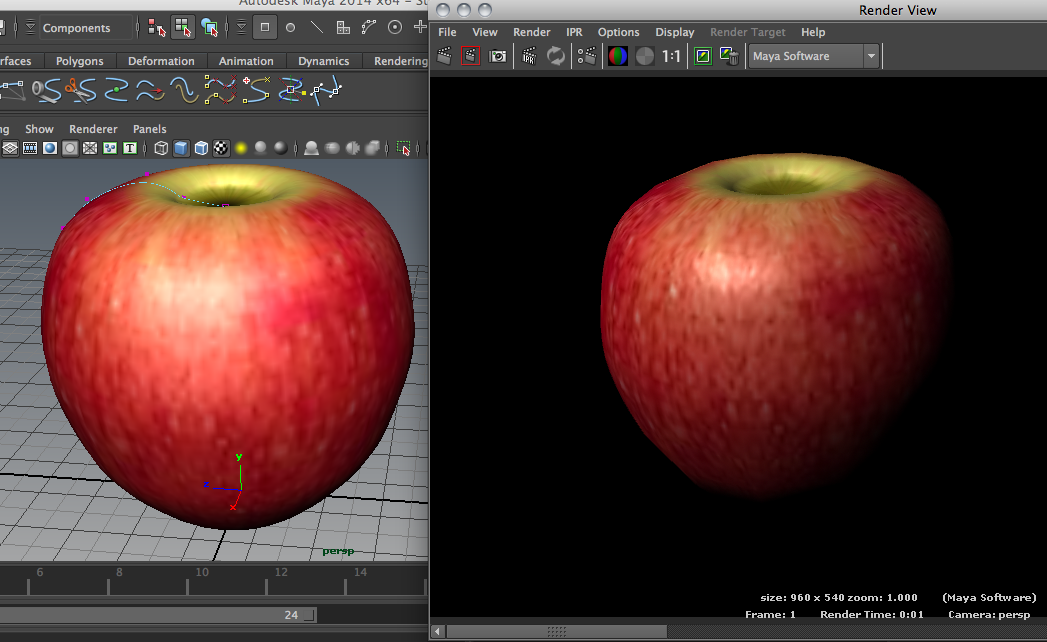 Autodesk Maya 2014 x64 – St
Render View
Components
File View Render IPR Options Display Render Target Help
1:1 Maya Software
rfaces Polygons Deformation Animation Dynamics Rendering
ng Show Renderer Panels
T
y
z
x
persp
6 8 10 12 14
24
size: 960 x 540 zoom: 1.000 (Maya Software)
Frame: 1 Render Time: 0:01 Camera: persp